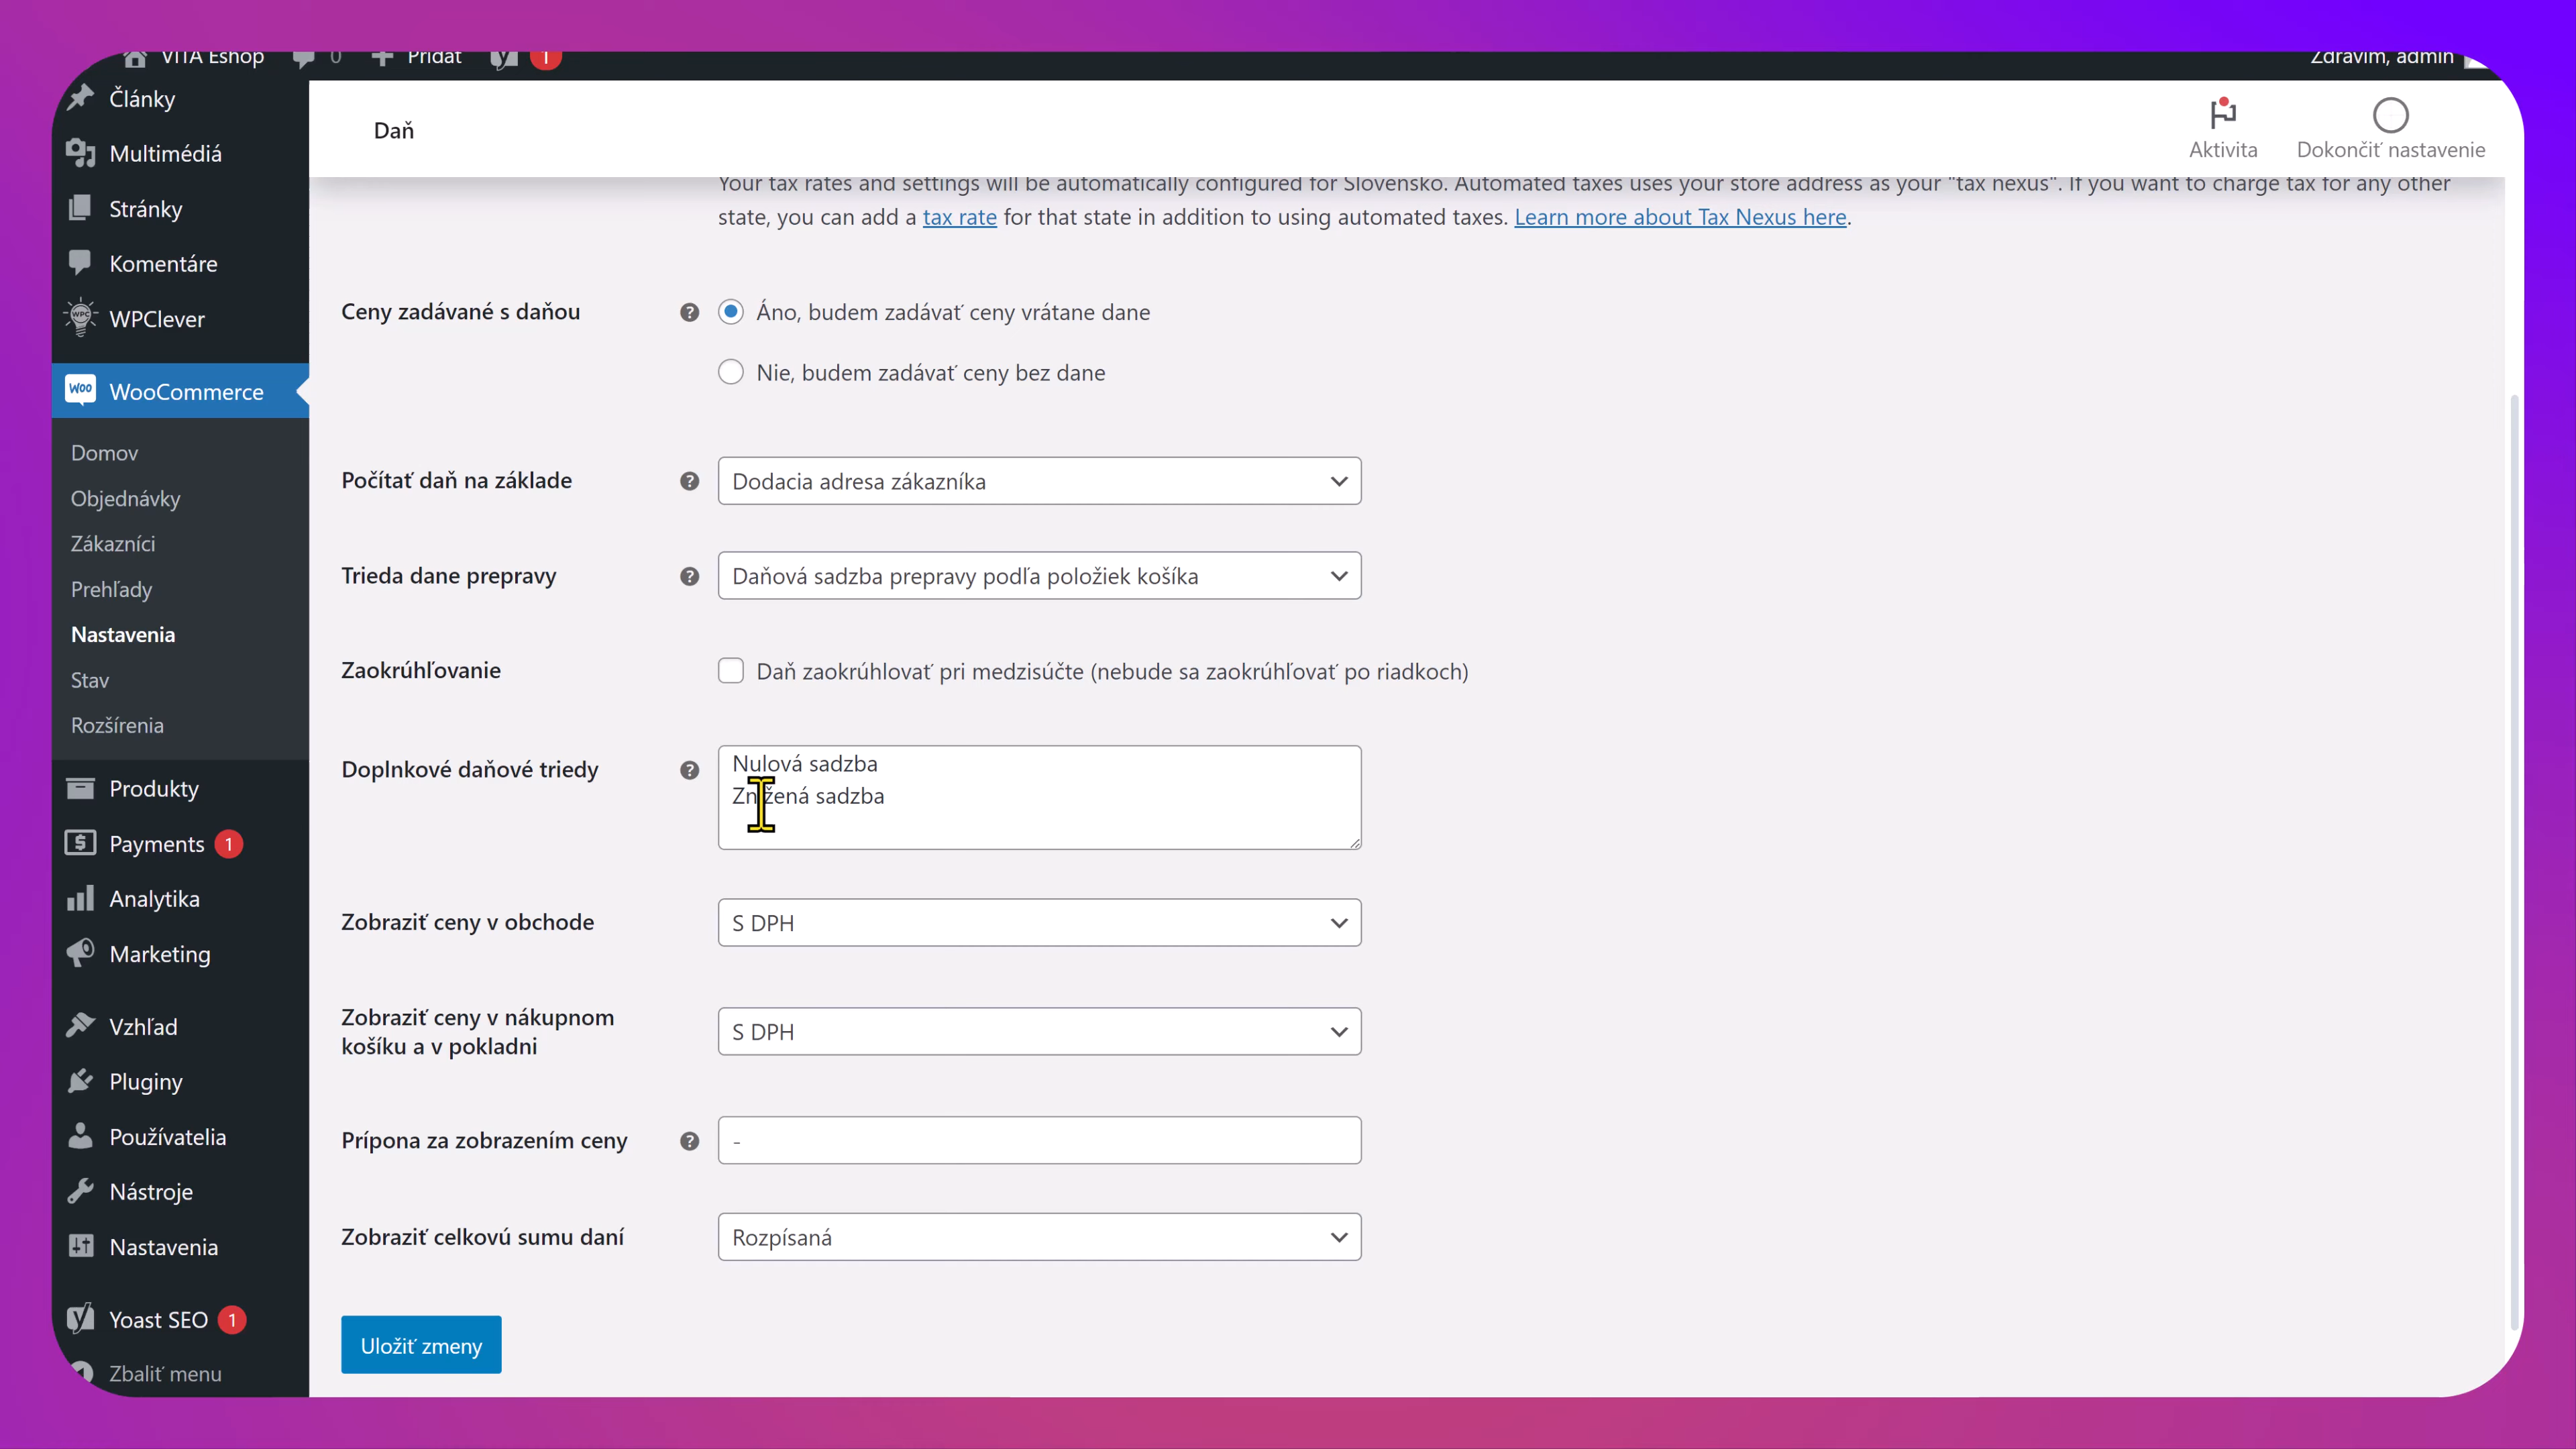 VITA Eshop 0 Pridať 1 Zdravím, admin
Články
Multimédiá
Stránky
Komentáre
WPClever
WooCommerce
Domov
Objednávky
Zákazníci
Prehľady
Nastavenia
Stav
Rozšírenia
Produkty
Payments 1
Analytika
Marketing
Vzhľad
Pluginy
Používatelia
Nástroje
Nastavenia
Yoast SEO 1
Zbaliť menu
Daň
Aktivita
Dokončiť nastavenie
Your tax rates and settings will be automatically configured for Slovensko. Automated taxes uses your store address as your "tax nexus". If you want to charge tax for any other
state, you can add a tax rate for that state in addition to using automated taxes. Learn more about Tax Nexus here.
Ceny zadávané s daňou ? Áno, budem zadávať ceny vrátane dane
Nie, budem zadávať ceny bez dane
Počítať daň na základe ? Dodacia adresa zákazníka
Trieda dane prepravy ? Daňová sadzba prepravy podľa položiek košíka
Zaokrúhľovanie Daň zaokrúhlovať pri medzisúčte (nebude sa zaokrúhľovať po riadkoch)
Doplnkové daňové triedy ? Nulová sadzba
Znížená sadzba
Zobraziť ceny v obchode S DPH
Zobraziť ceny v nákupnom
košíku a v pokladni S DPH
Prípona za zobrazením ceny ? -
Zobraziť celkovú sumu daní Rozpísaná
Uložiť zmeny